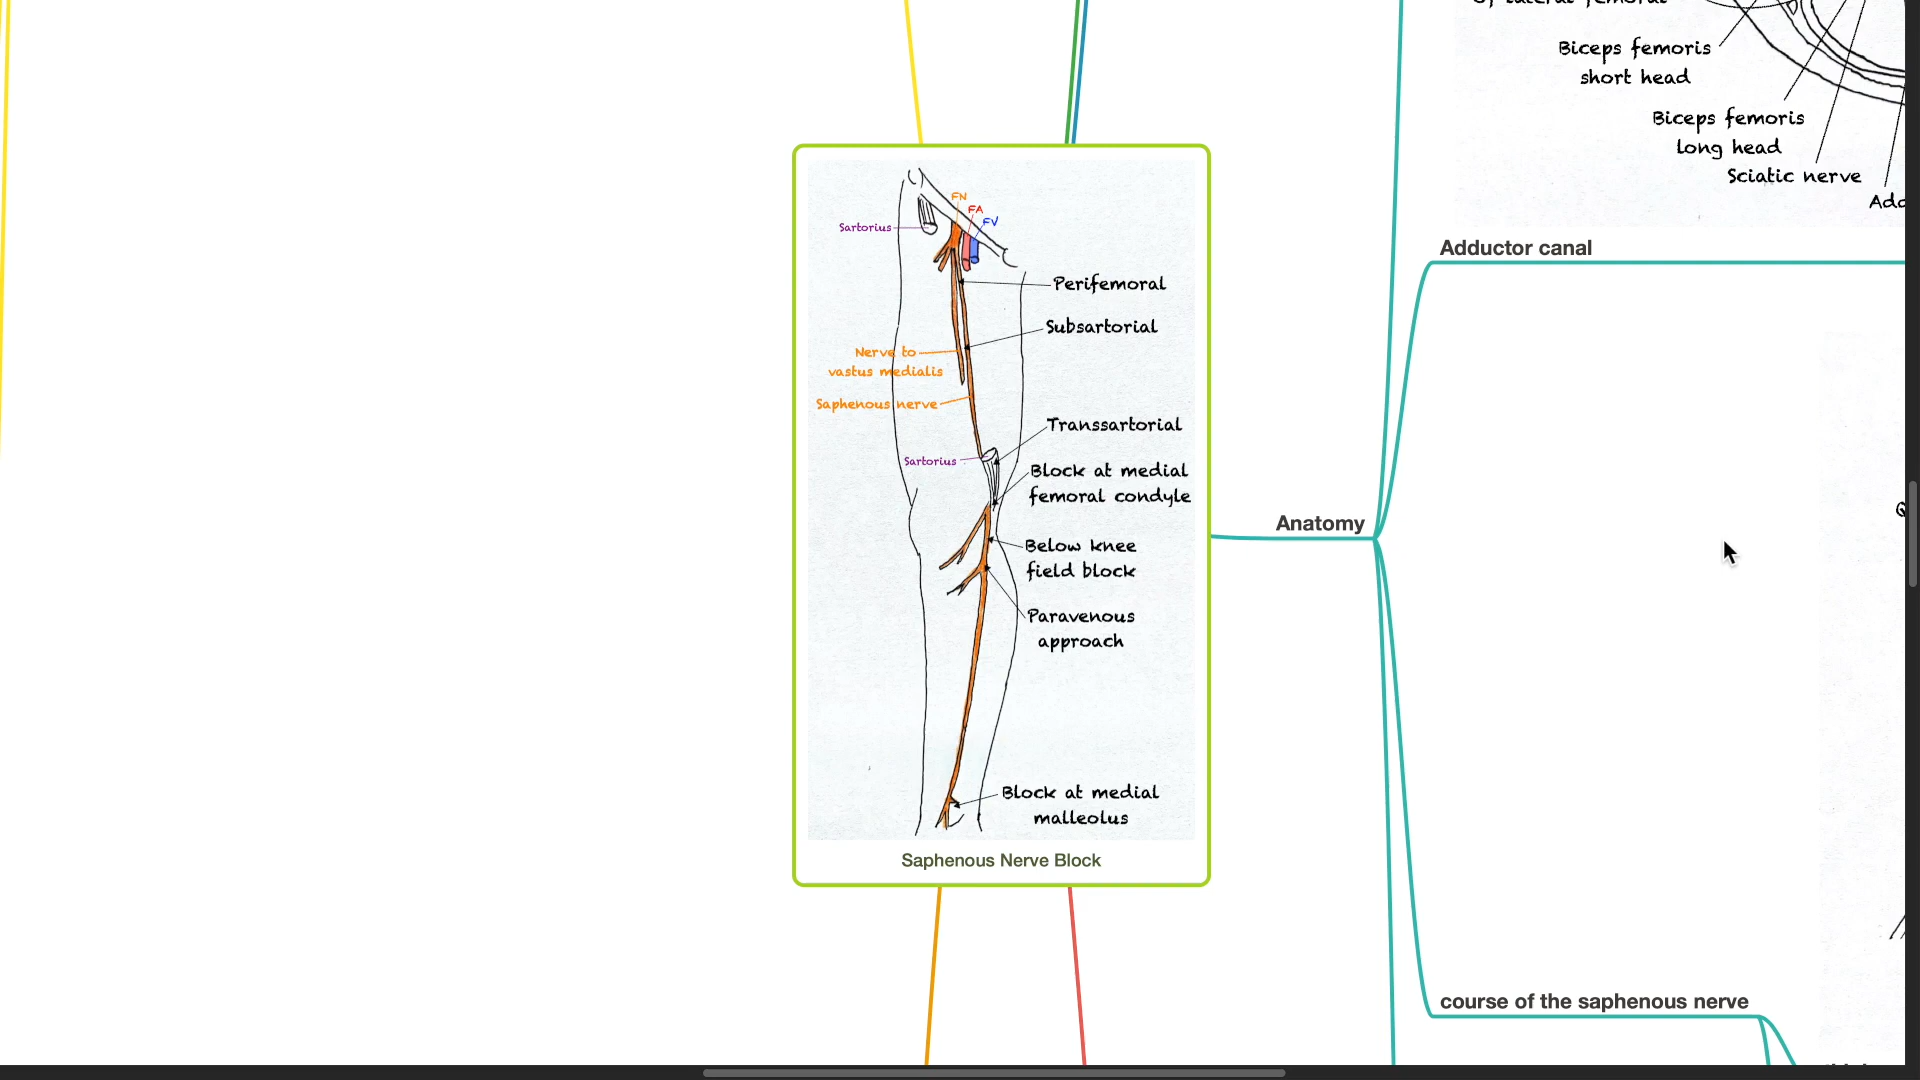 Biceps femoris
short head
Biceps femoris
long head
Sciatic nerve
FN
FA
FV
Sartorius
Perifemoral
Subsartorial
Nerve to
vastus medialis
Saphenous nerve
Transsartorial
Sartorius
Block at medial
femoral condyle
Below knee
field block
Paravenous
approach
Block at medial
malleolus
Saphenous Nerve Block
Anatomy
Adductor canal
course of the saphenous nerve